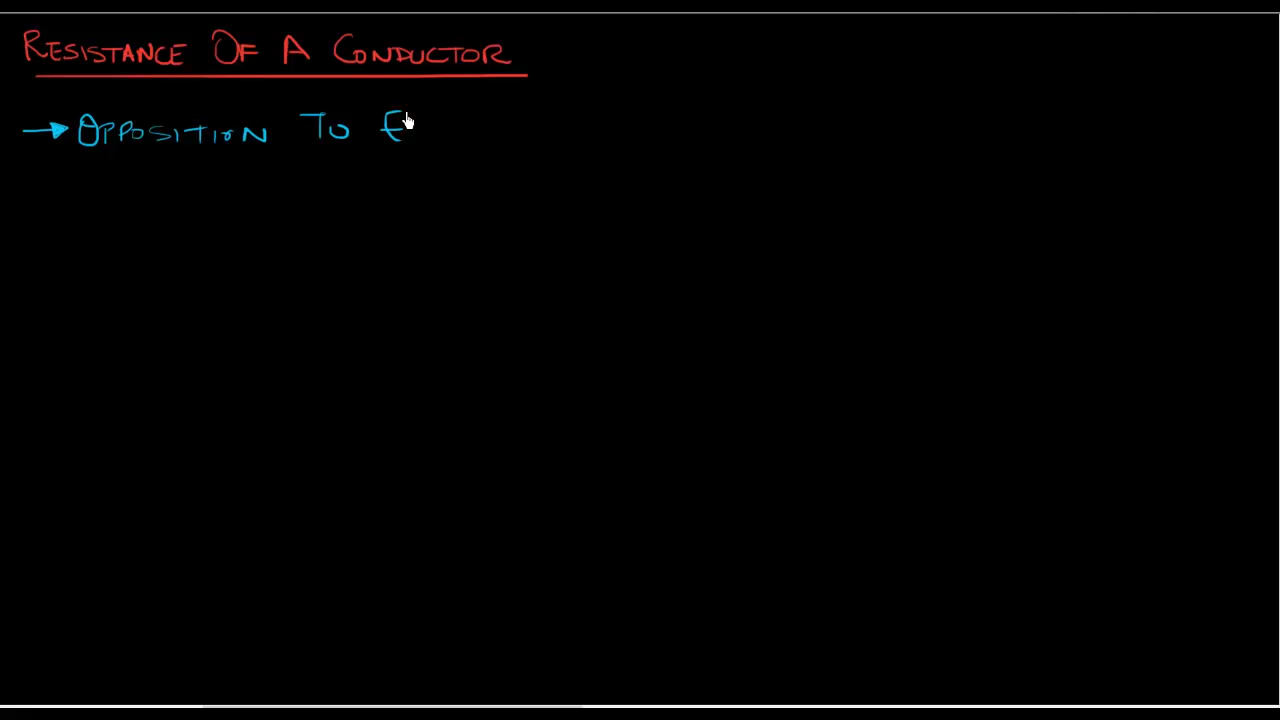 RESISTANCE OF A CONDUCTOR
→ OPPOSITION TO E